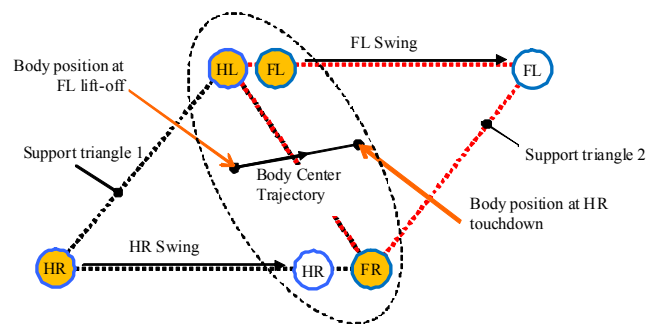 FL Swing
Body position at
FL lift-off
HL
FL
FL
Support triangle 1
Support triangle 2
Body Center
Trajectory
Body position at HR
touchdown
HR Swing
HR
HR
FR